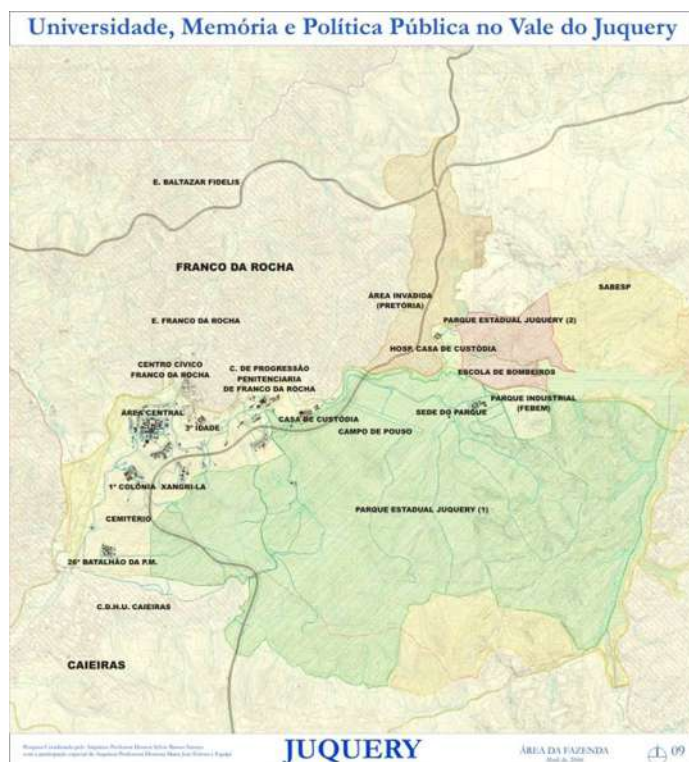 Universidade, Memória e Política Pública no Vale do Juquery
E. BALTAZAR FIDELIS
FRANCO DA ROCHA
SABESP
ÁREA INVADIDA
(PRETÓRIA)
E. FRANCO DA ROCHA
PARQUE ESTADUAL JUQUERY (2)
HOSP. CASA DE CUSTÓDIA
CENTRO CÍVICO
FRANCO DA ROCHA
C. DE PROGRESSÃO
PENITENCIARIA
DE FRANCO DA ROCHA
ESCOLA DE BOMBEIROS
PARQUE INDUSTRIAL
(FEBEM)
ÁREA CENTRAL
3ª IDADE
CASA DE CUSTÓDIA
SEDE DO PARQUE
CAMPO DE POUSO
1ª COLÔNIA
XANGRI-LA
PARQUE ESTADUAL JUQUERY (1)
CEMITÉRIO
26º BATALHÃO DA P.M.
C.D.H.U. CAIEIRAS
CAIEIRAS
JUQUERY
ÁREA DA FAZENDA
09